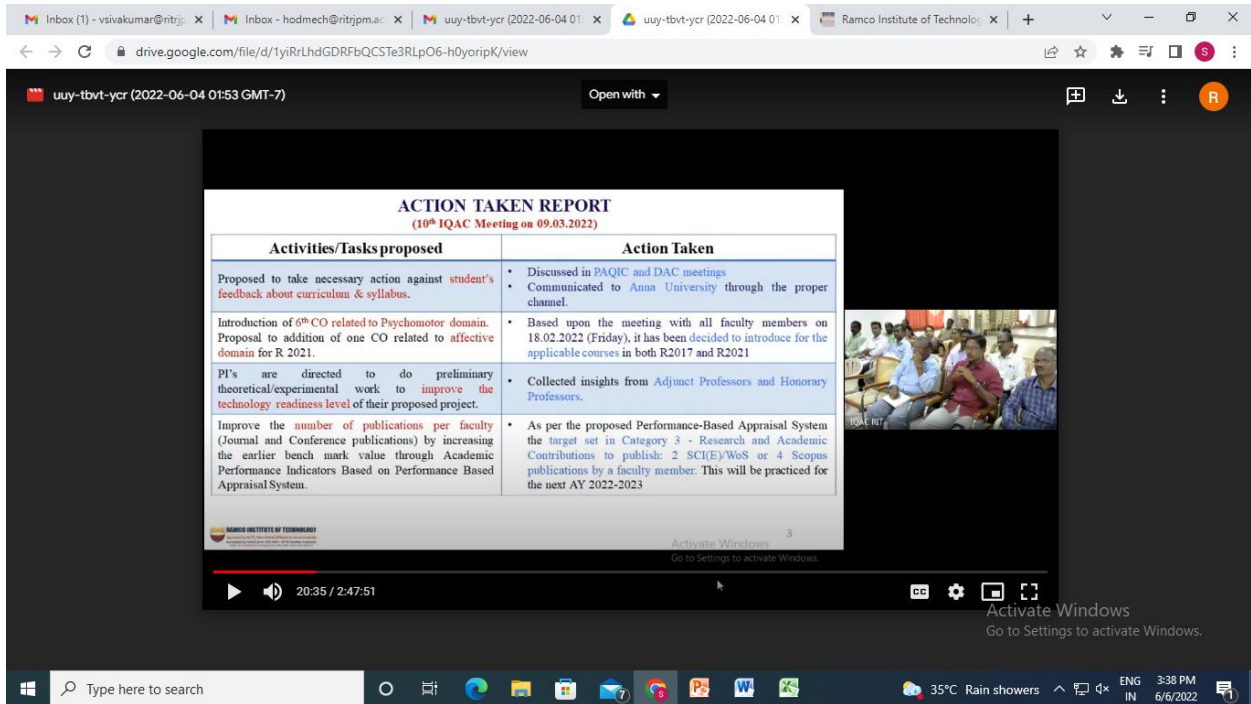 Inbox (1) - vsivakumar@ritrjp
Inbox - hodmech@ritrjpm.ac
uuy-tbvt-ycr (2022-06-04 01:
uuy-tbvt-ycr (2022-06-04 01
Ramco Institute of Technolog
drive.google.com/file/d/1yiRrLhdGDRFbQCSTe3RLpO6-h0yoripK/view
S
uuy-tbvt-ycr (2022-06-04 01:53 GMT-7)
Open with
R
ACTION TAKEN REPORT
(10th IQAC Meeting on 09.03.2022)
Activities/Tasks proposed
Action Taken
Proposed to take necessary action against student's
feedback about curriculum & syllabus.
• Discussed in PAQIC and DAC meetings
• Communicated to Anna University through the proper
channel.
Introduction of 6th CO related to Psychomotor domain.
Proposal to addition of one CO related to affective
domain for R 2021.
• Based upon the meeting with all faculty members on
18.02.2022 (Friday), it has been decided to introduce for the
applicable courses in both R2017 and R2021
PI's are directed to do preliminary
theoretical/experimental work to improve the
technology readiness level of their proposed project.
• Collected insights from Adjunct Professors and Honorary
Professors.
Improve the number of publications per faculty
(Journal and Conference publications) by increasing
the earlier bench mark value through Academic
Performance Indicators Based on Performance Based
Appraisal System.
• As per the proposed Performance-Based Appraisal System
the target set in Category 3 - Research and Academic
Contributions to publish: 2 SCI(E)/WoS or 4 Scopus
publications by a faculty member. This will be practiced for
the next AY 2022-2023
IQAC RIT
RAMCO INSTITUTE OF TECHNOLOGY
3
Activate Windows
Go to Settings to activate Windows.
20:35 / 2:47:51
CC
Activate Windows
Go to Settings to activate Windows.
Type here to search
7
35°C Rain showers
ENG
IN
3:38 PM
6/6/2022
1